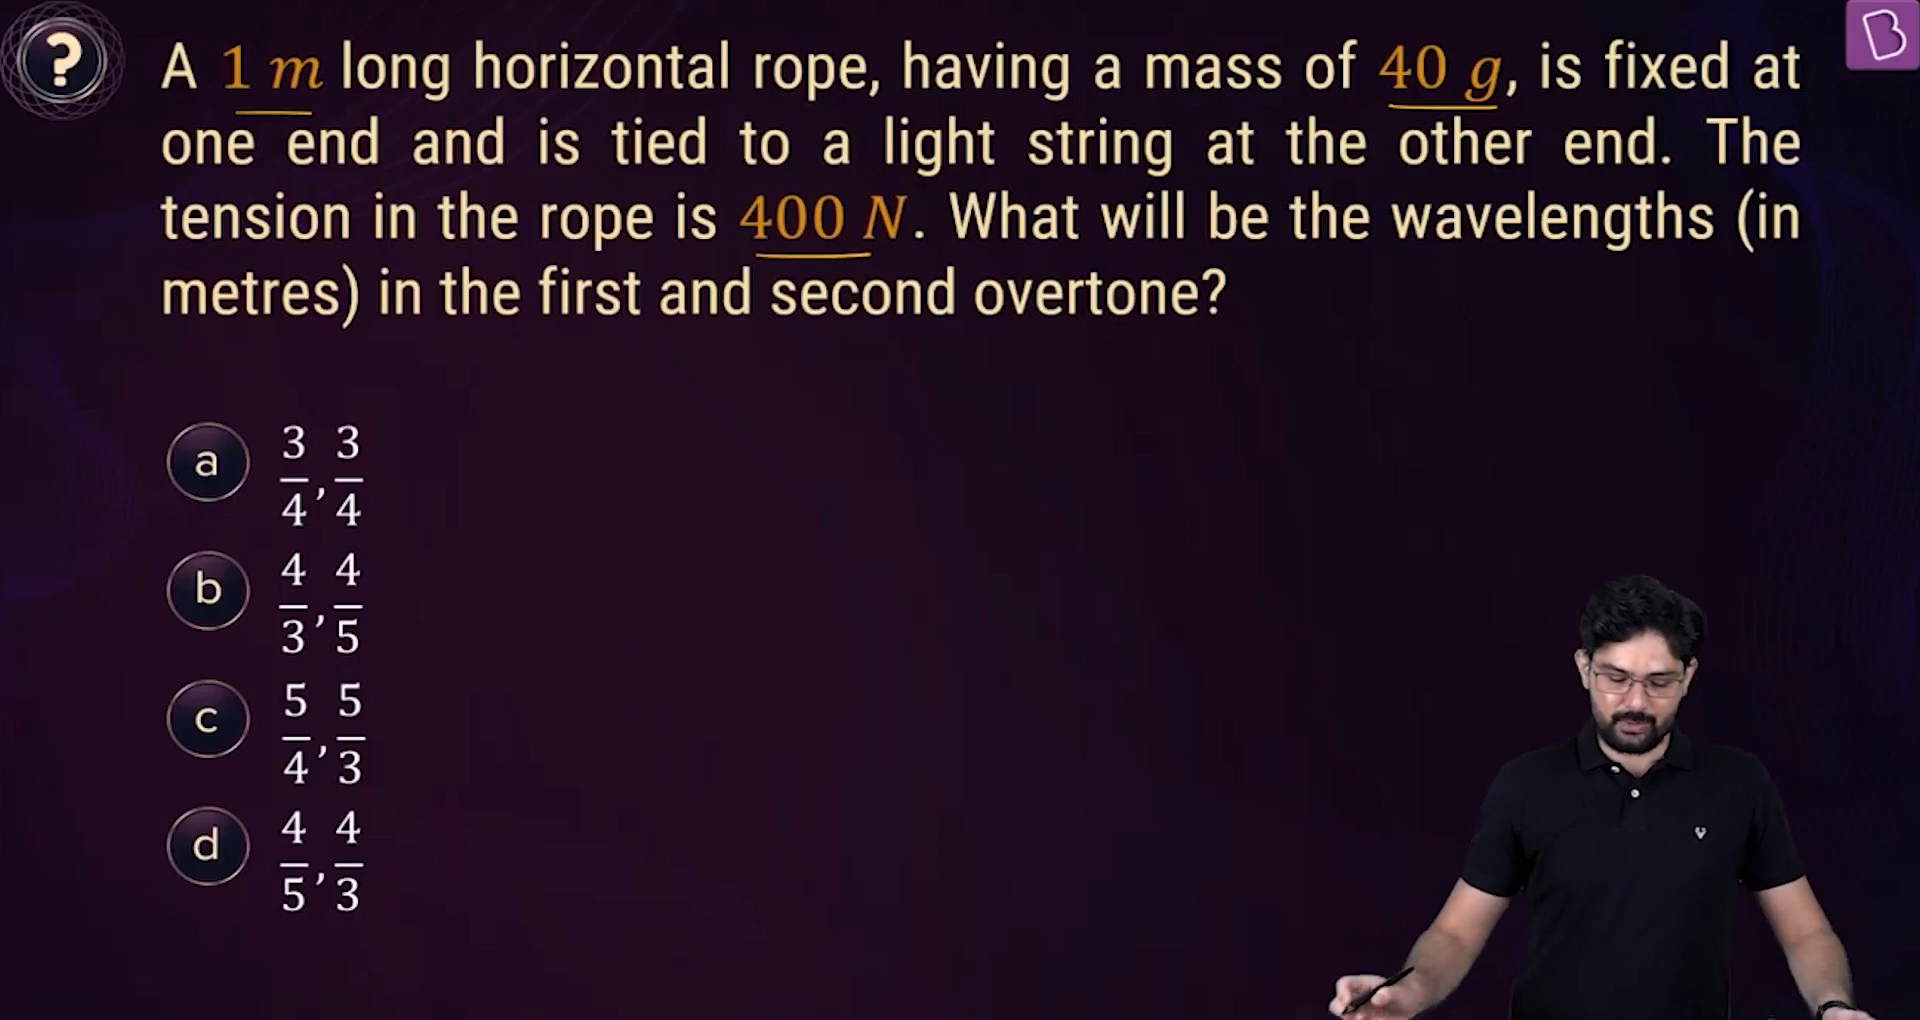 ?
A 1 m long horizontal rope, having a mass of 40 g, is fixed at
one end and is tied to a light string at the other end. The
tension in the rope is 400 N. What will be the wavelengths (in
metres) in the first and second overtone?
a 3/4, 3/4
b 4/3, 4/5
c 5/4, 5/3
d 4/5, 4/3
B